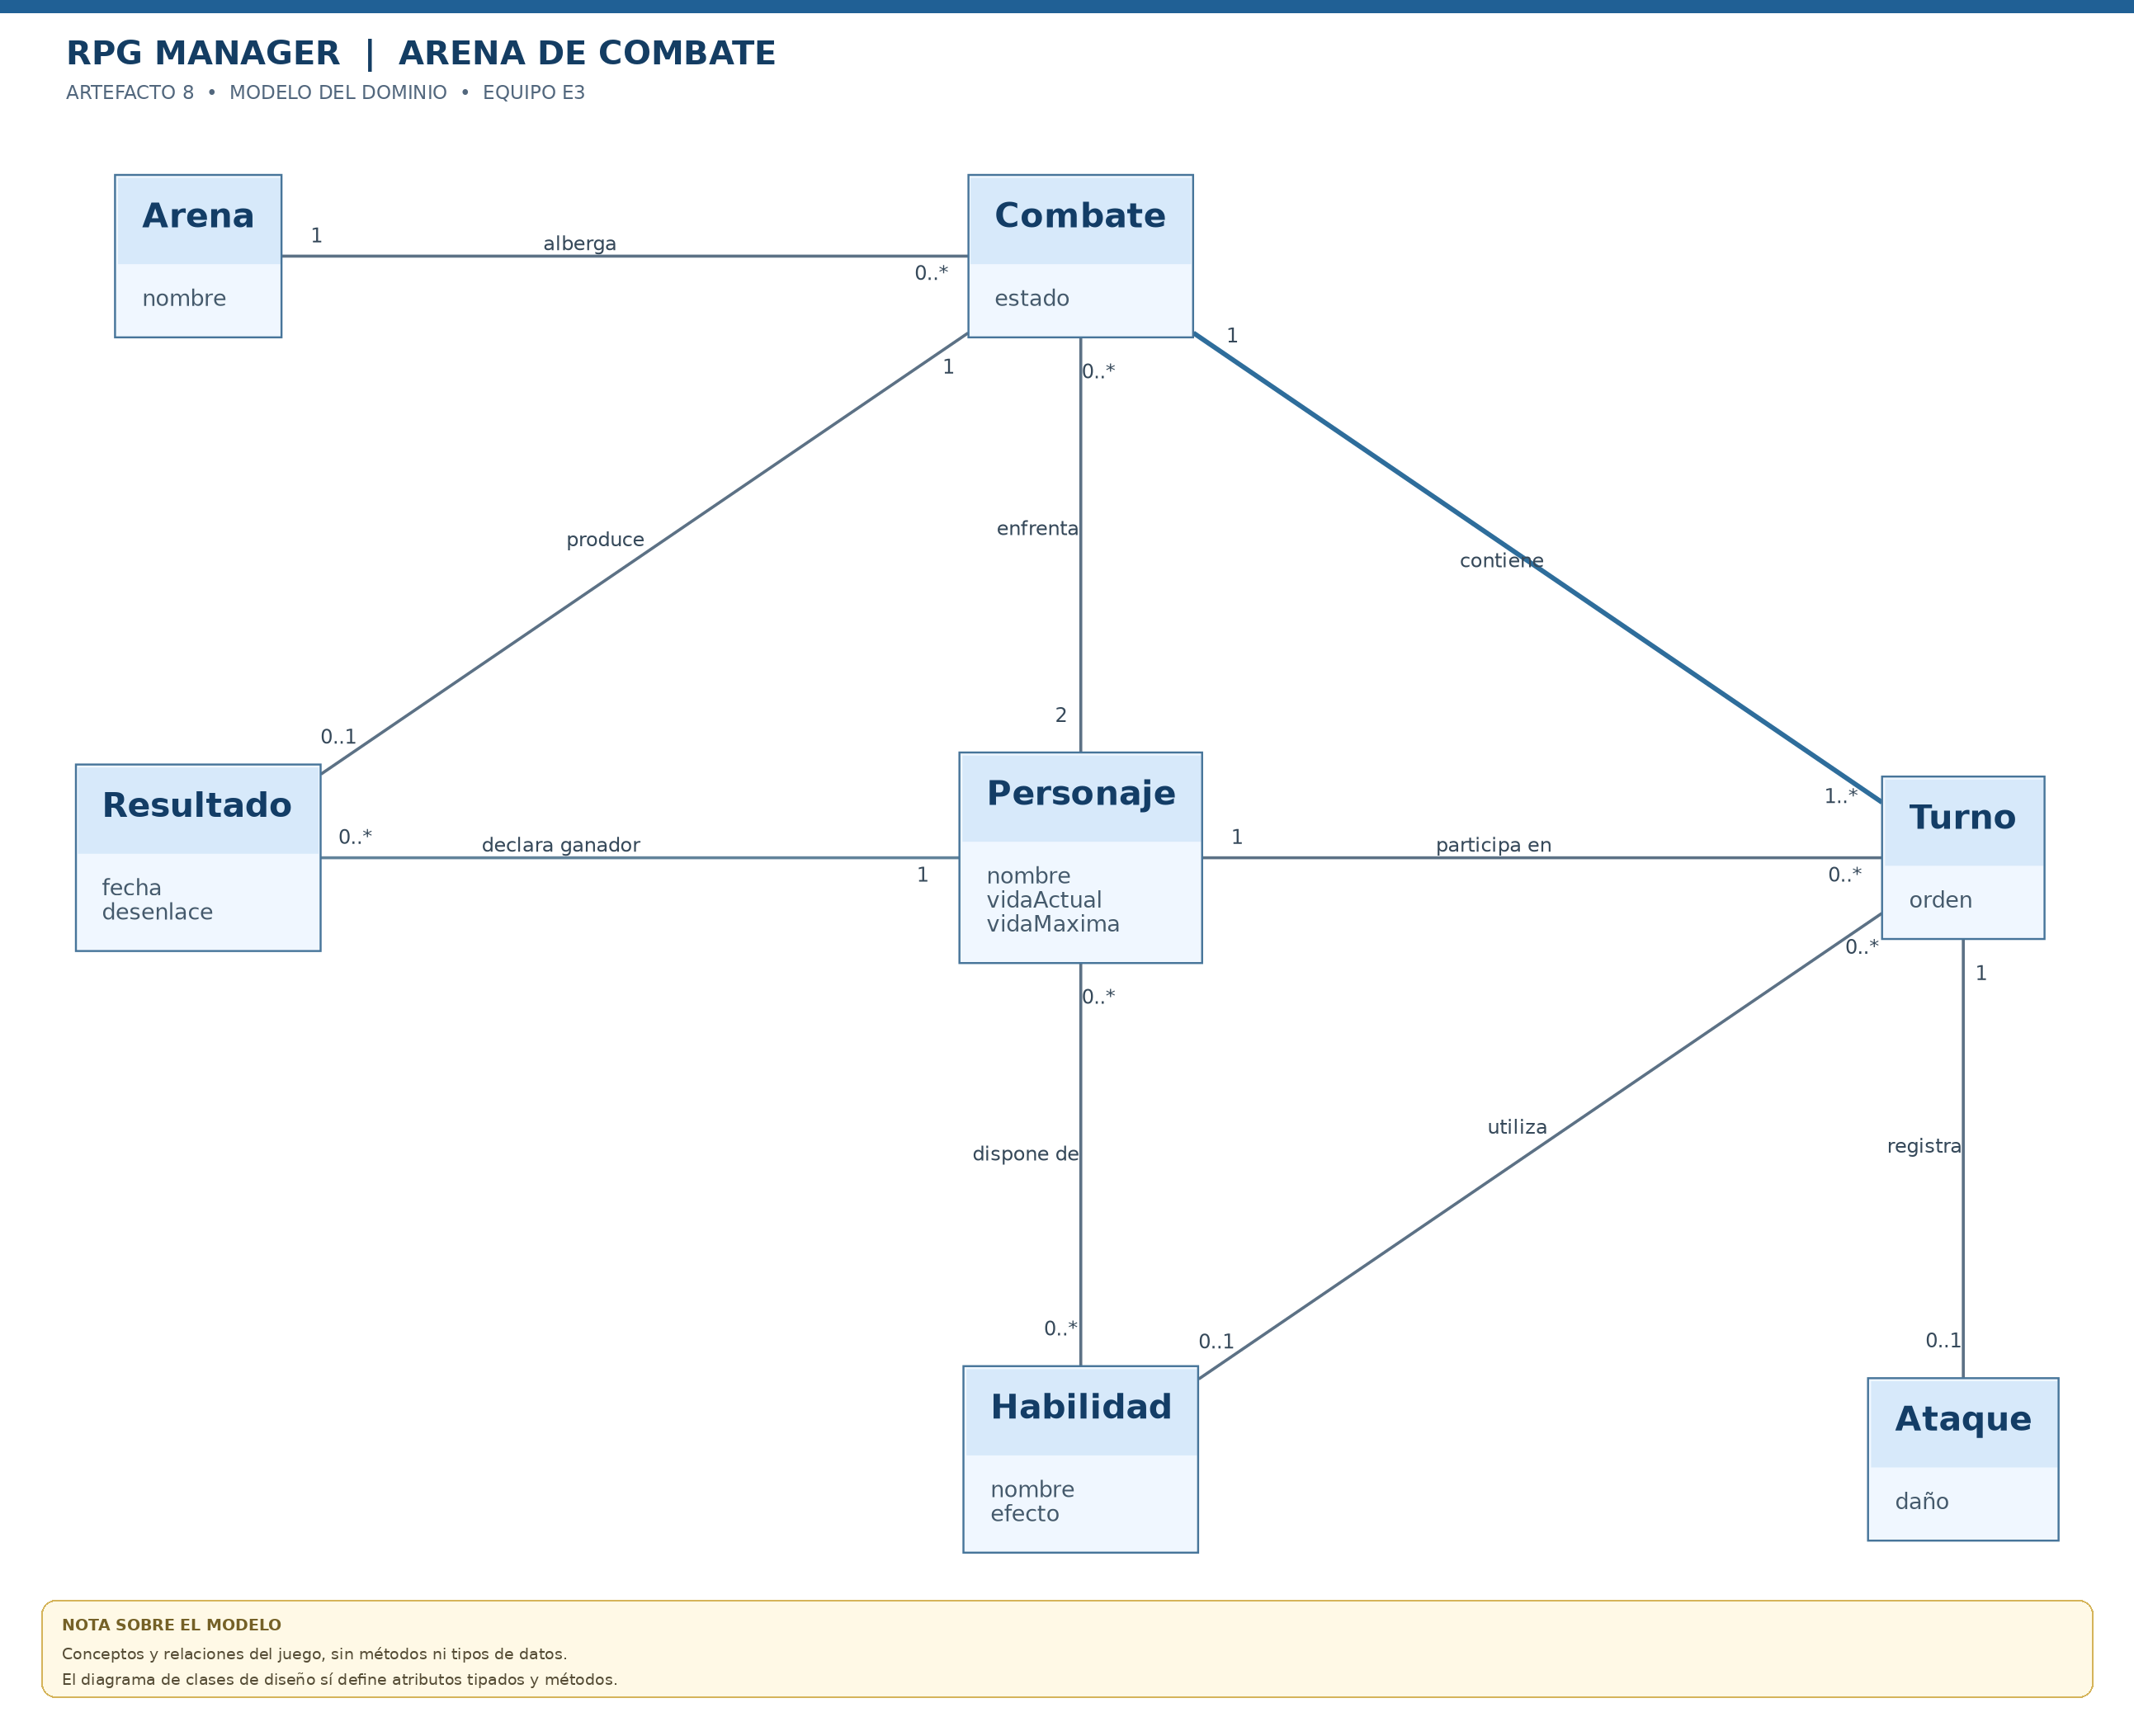 RPG MANAGER | ARENA DE COMBATE
ARTEFACTO 8 • MODELO DEL DOMINIO • EQUIPO E3
Arena
nombre
1
alberga
0..*
Combate
estado
1
produce
0..1
0..*
enfrenta
2
1
contiene
1..*
Resultado
fecha
desenlace
0..*
declara ganador
1
Personaje
nombre
vidaActual
vidaMaxima
1
participa en
0..*
Turno
orden
0..*
dispone de
0..*
0..*
utiliza
0..1
1
registra
0..1
Habilidad
nombre
efecto
Ataque
daño
NOTA SOBRE EL MODELO
Conceptos y relaciones del juego, sin métodos ni tipos de datos.
El diagrama de clases de diseño sí define atributos tipados y métodos.